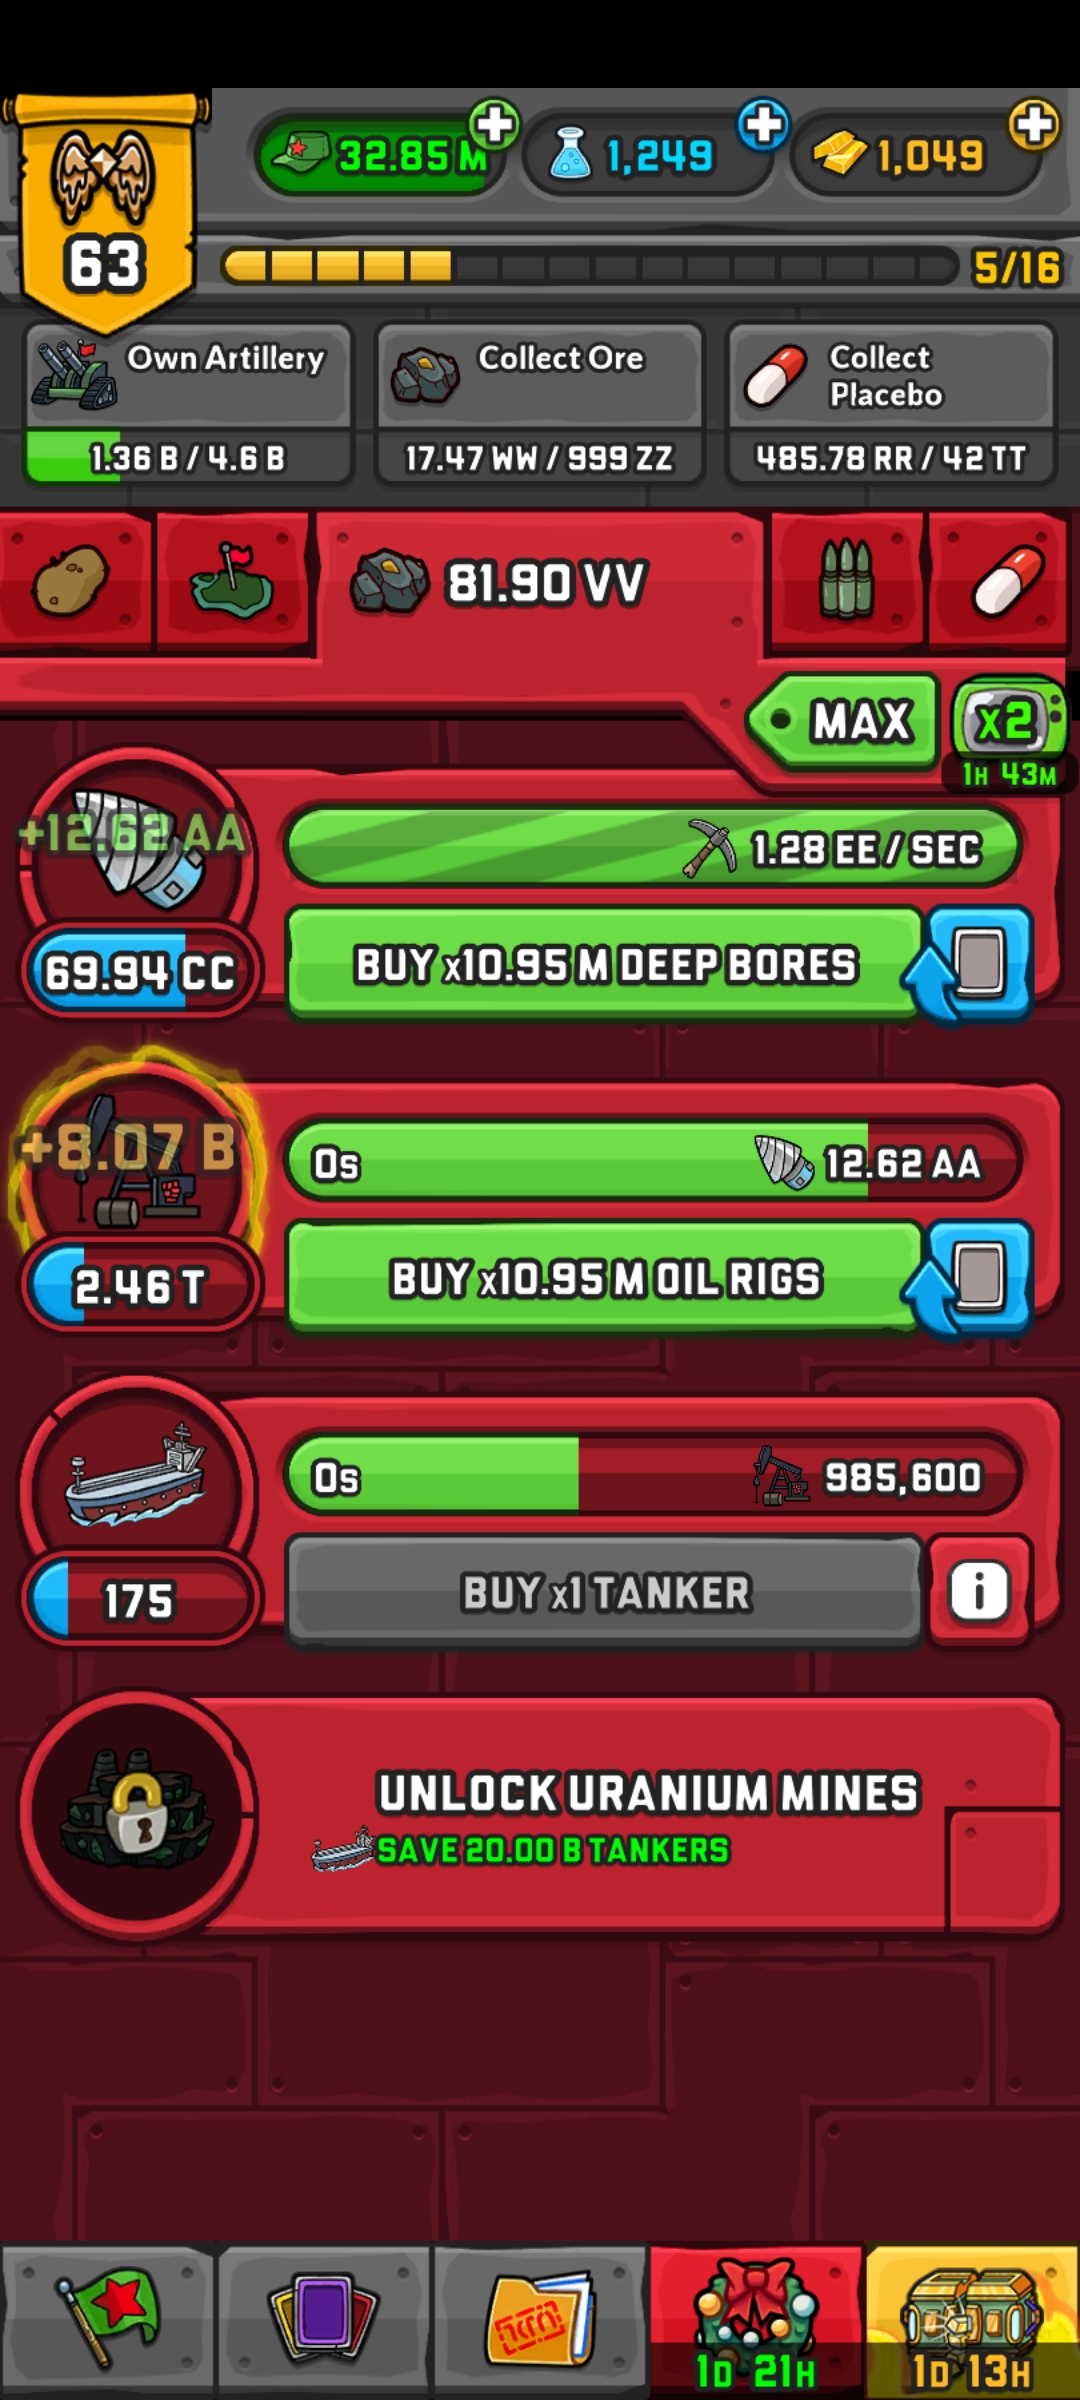 32.85 M
1,249
1,049
63
5/16
Own Artillery
1.36 B / 4.6 B
Collect Ore
17.47 WW / 999 ZZ
Collect
Placebo
485.78 RR / 42 TT
81.90 VV
MAX
x2
1H 43M
+12.62 AA
1.28 EE / SEC
69.94 CC
BUY x10.95 M DEEP BORES
+8.07 B
0s
12.62 AA
2.46 T
BUY x10.95 M OIL RIGS
0s
985,600
175
BUY x1 TANKER
i
UNLOCK URANIUM MINES
SAVE 20.00 B TANKERS
1D 21H
1D 13H